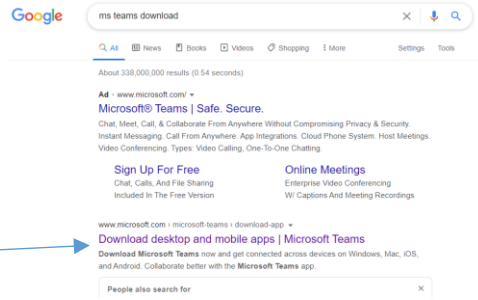 Google
ms teams download
All News Books Videos Shopping More Settings Tools
About 338,000,000 results (0.54 seconds)
Ad · www.microsoft.com/
Microsoft® Teams | Safe. Secure.
Chat, Meet, Call, & Collaborate From Anywhere Without Compromising Privacy & Security.
Instant Messaging. Call From Anywhere. App Integrations. Cloud Phone System. Host Meetings.
Video Conferencing. Types: Video Calling, One-To-One Chatting.
Sign Up For Free
Chat, Calls, And File Sharing
Included In The Free Version
Online Meetings
Enterprise Video Conferencing
W/ Captions And Meeting Recordings
www.microsoft.com › microsoft-teams › download-app
Download desktop and mobile apps | Microsoft Teams
Download Microsoft Teams now and get connected across devices on Windows, Mac, iOS,
and Android. Collaborate better with the Microsoft Teams app.
People also search for